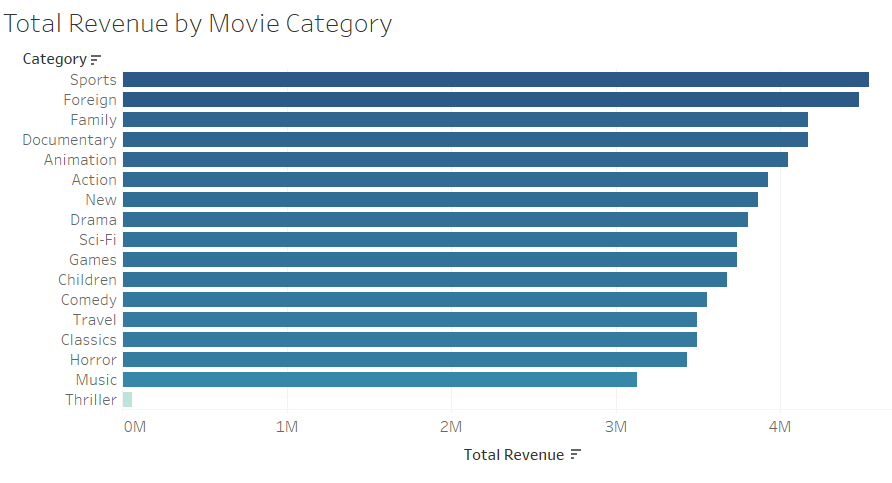 Total Revenue by Movie Category
Category
Sports
Foreign
Family
Documentary
Animation
Action
New
Drama
Sci-Fi
Games
Children
Comedy
Travel
Classics
Horror
Music
Thriller
0M 1M 2M 3M 4M
Total Revenue